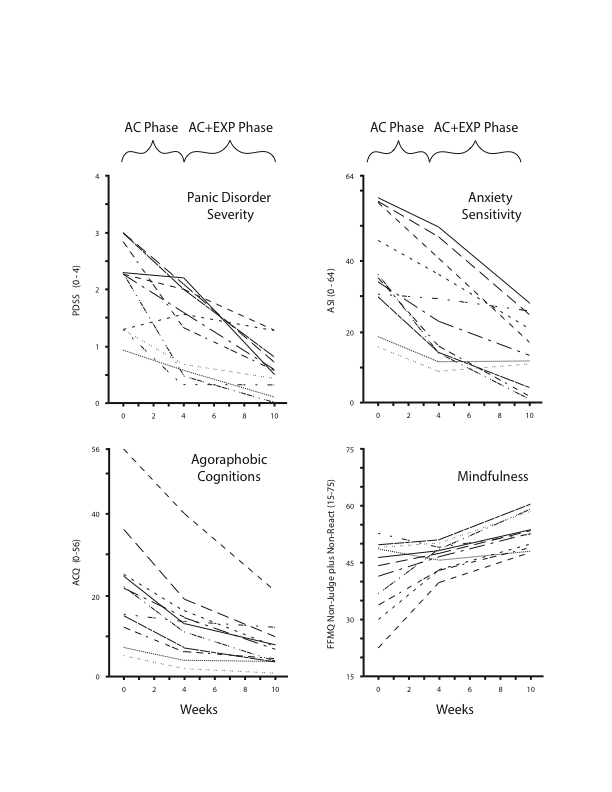 AC Phase AC+EXP Phase
AC Phase AC+EXP Phase
Panic Disorder
Severity
PDSS (0 - 4)
4
3
2
1
0
0 2 4 6 8 10
Anxiety
Sensitivity
ASI (0 - 64)
64
40
20
0
0 2 4 6 8 10
Agoraphobic
Cognitions
ACQ (0-56)
56
40
20
0
0 2 4 6 8 10
Weeks
Mindfulness
FFMQ Non-Judge plus Non-React (15-75)
75
60
45
30
15
0 2 4 6 8 10
Weeks